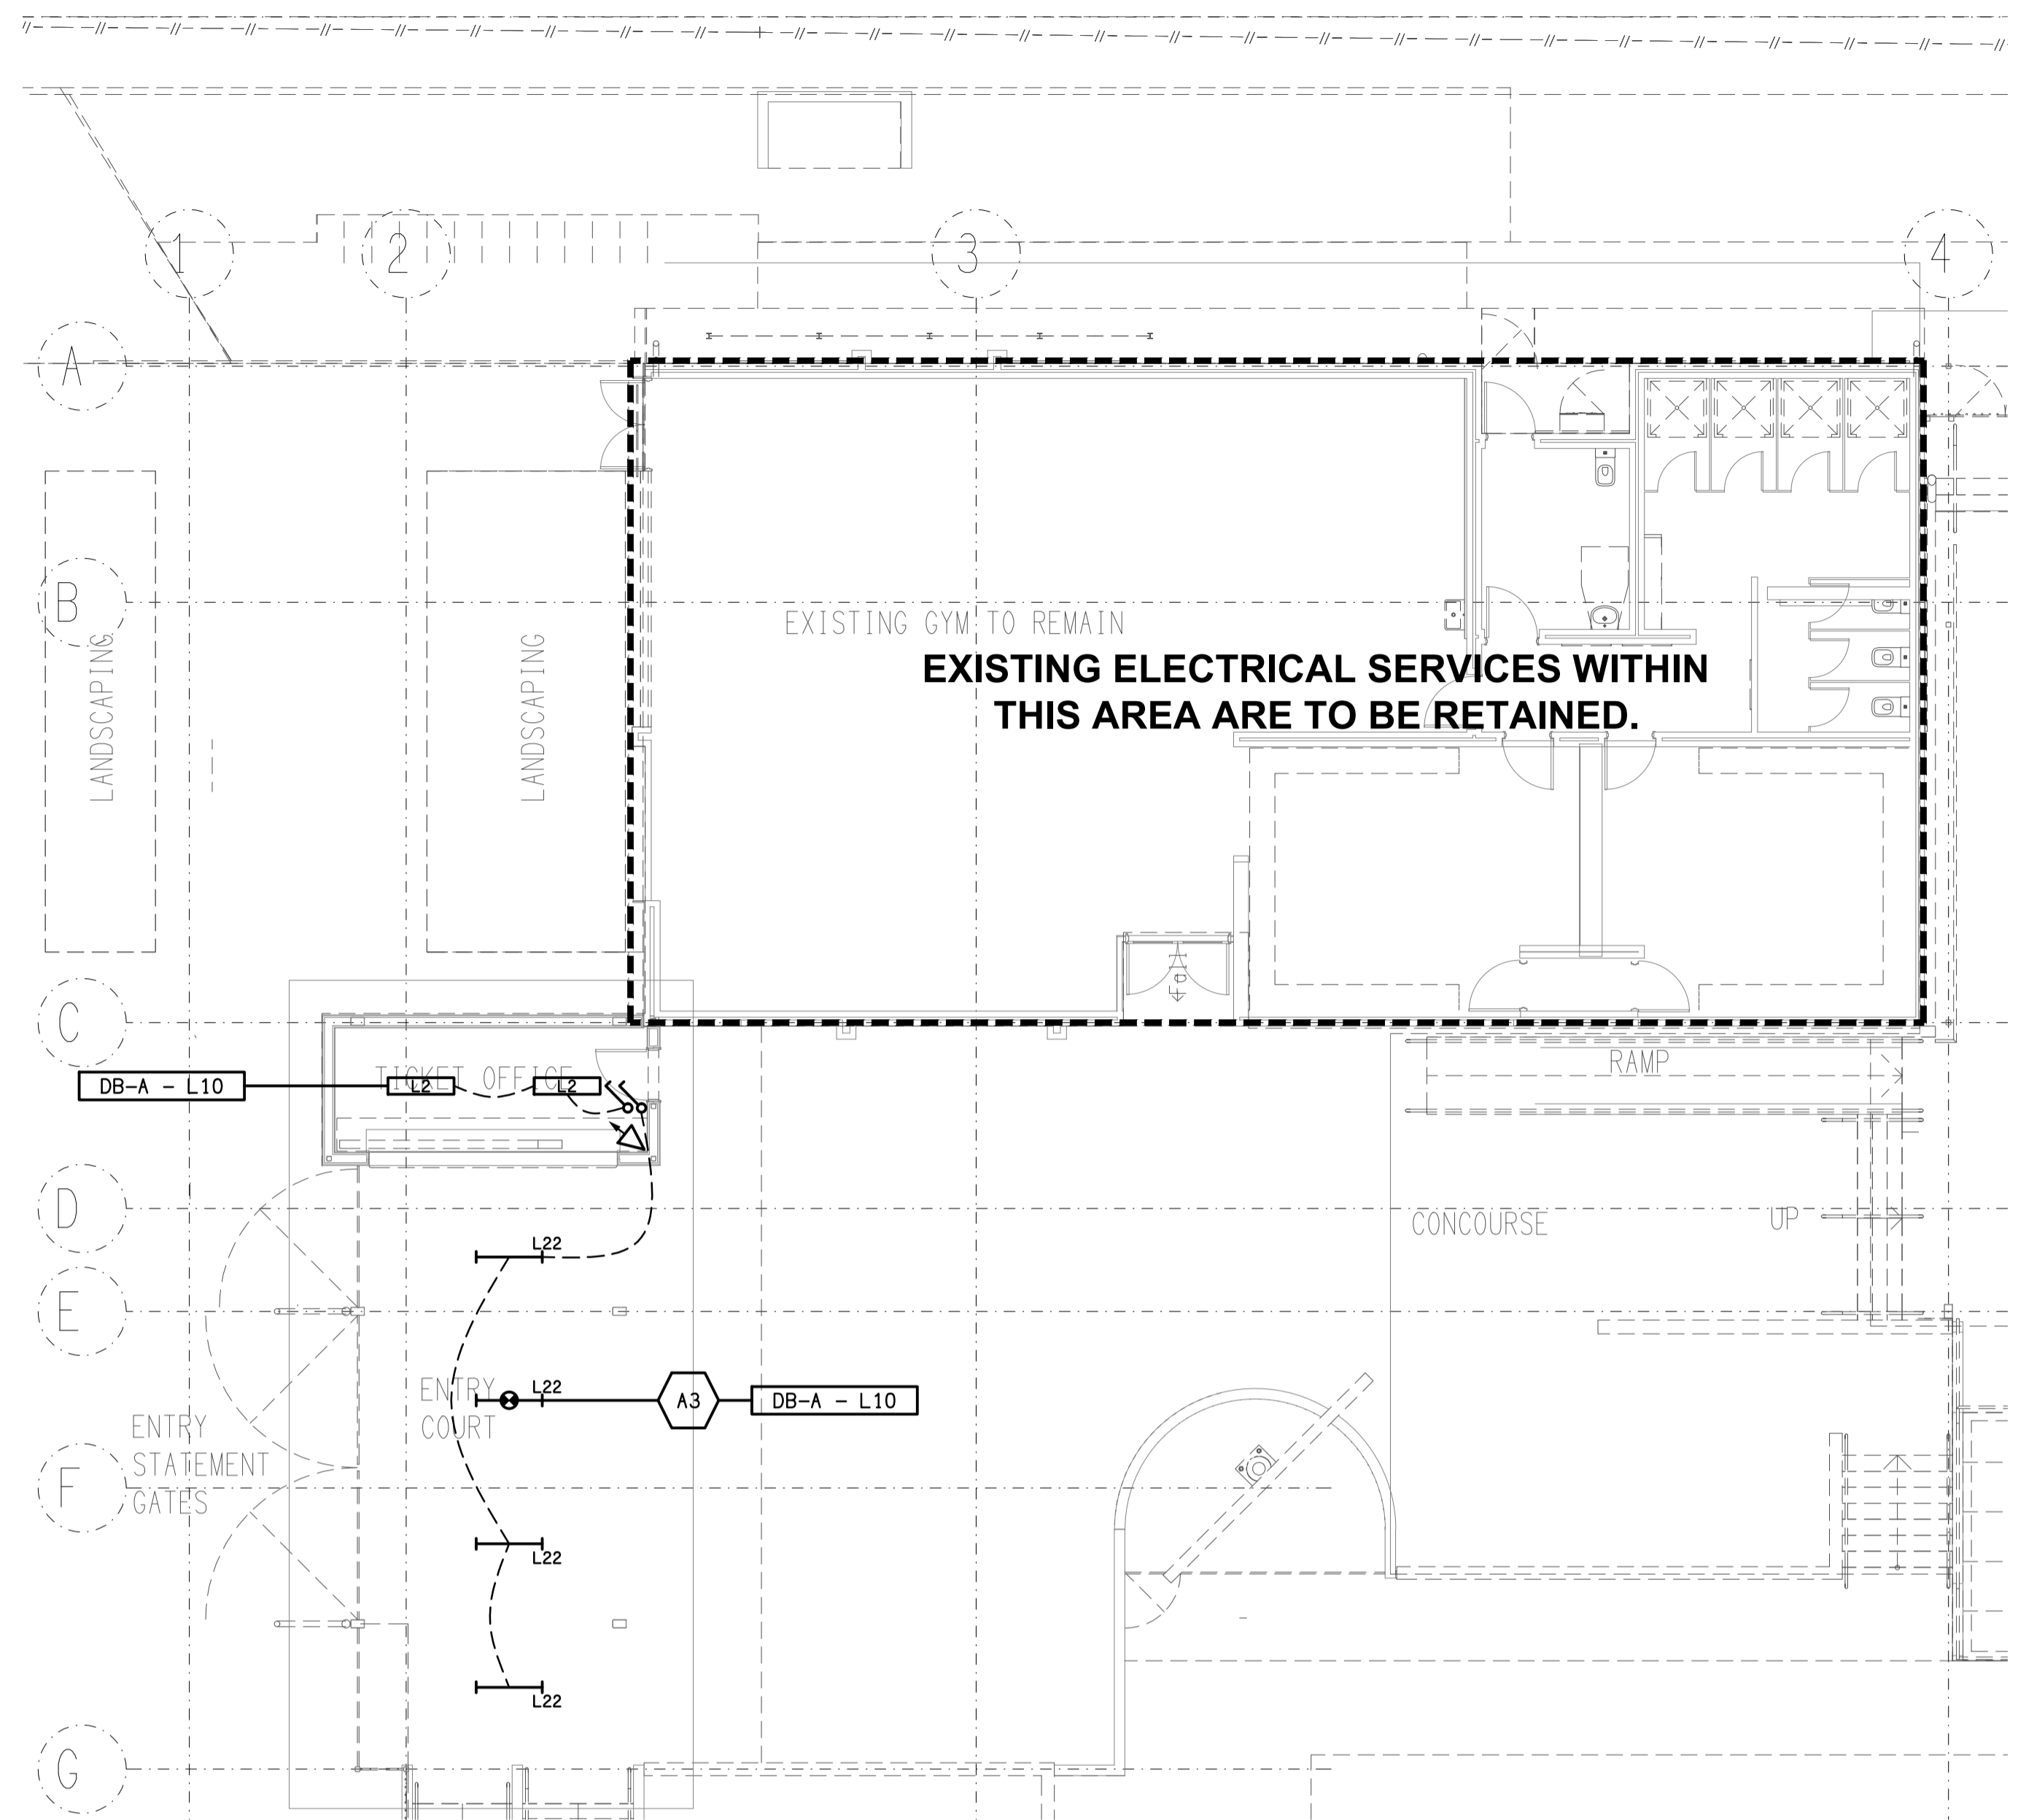 1
2
3
4
A
B
LANDSCAPING
LANDSCAPING
EXISTING GYM TO REMAIN
EXISTING ELECTRICAL SERVICES WITHIN
THIS AREA ARE TO BE RETAINED.
C
TICKET OFFICE
DB-A - L10
L2
L2
RAMP
D
CONCOURSE
UP
L22
E
ENTRY
COURT
L22
A3
DB-A - L10
ENTRY
STATEMENT
GATES
F
L22
L22
G